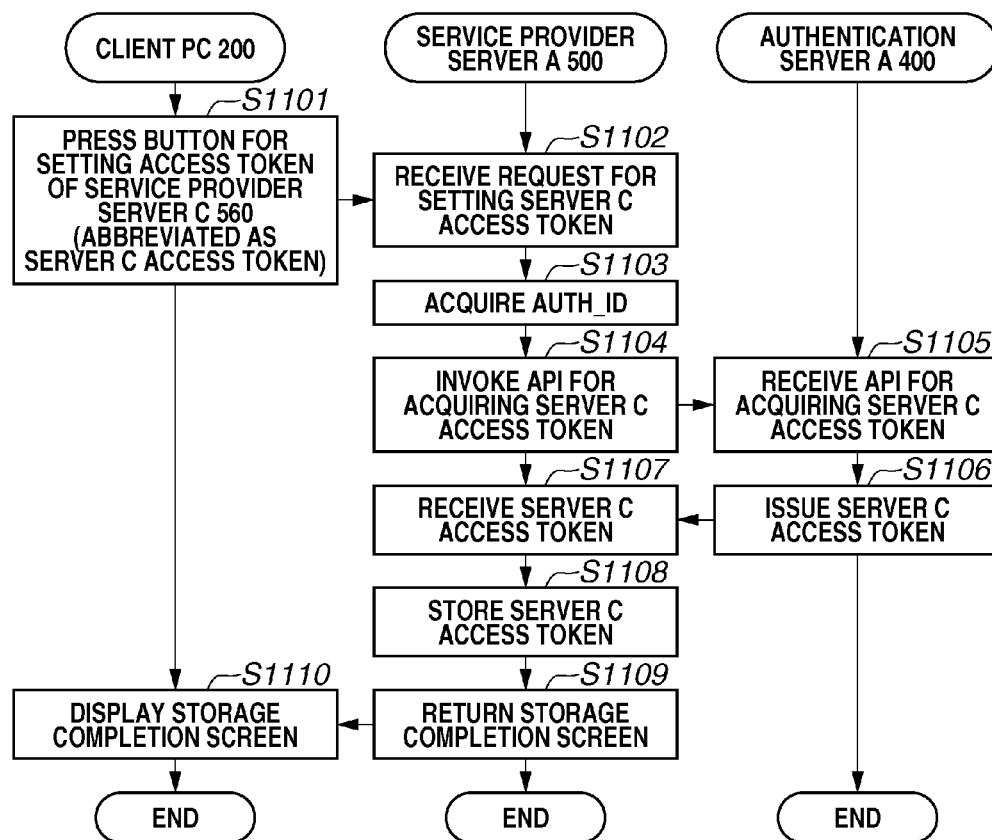 CLIENT PC 200
SERVICE PROVIDER
SERVER A 500
AUTHENTICATION
SERVER A 400
S1101
PRESS BUTTON FOR
SETTING ACCESS TOKEN
OF SERVICE PROVIDER
SERVER C 560
(ABBREVIATED AS
SERVER C ACCESS TOKEN)
S1102
RECEIVE REQUEST FOR
SETTING SERVER C
ACCESS TOKEN
S1103
ACQUIRE AUTH_ID
S1104
INVOKE API FOR
ACQUIRING SERVER C
ACCESS TOKEN
S1105
RECEIVE API FOR
ACQUIRING SERVER C
ACCESS TOKEN
S1107
RECEIVE SERVER C
ACCESS TOKEN
S1106
ISSUE SERVER C
ACCESS TOKEN
S1108
STORE SERVER C
ACCESS TOKEN
S1110
DISPLAY STORAGE
COMPLETION SCREEN
S1109
RETURN STORAGE
COMPLETION SCREEN
END
END
END